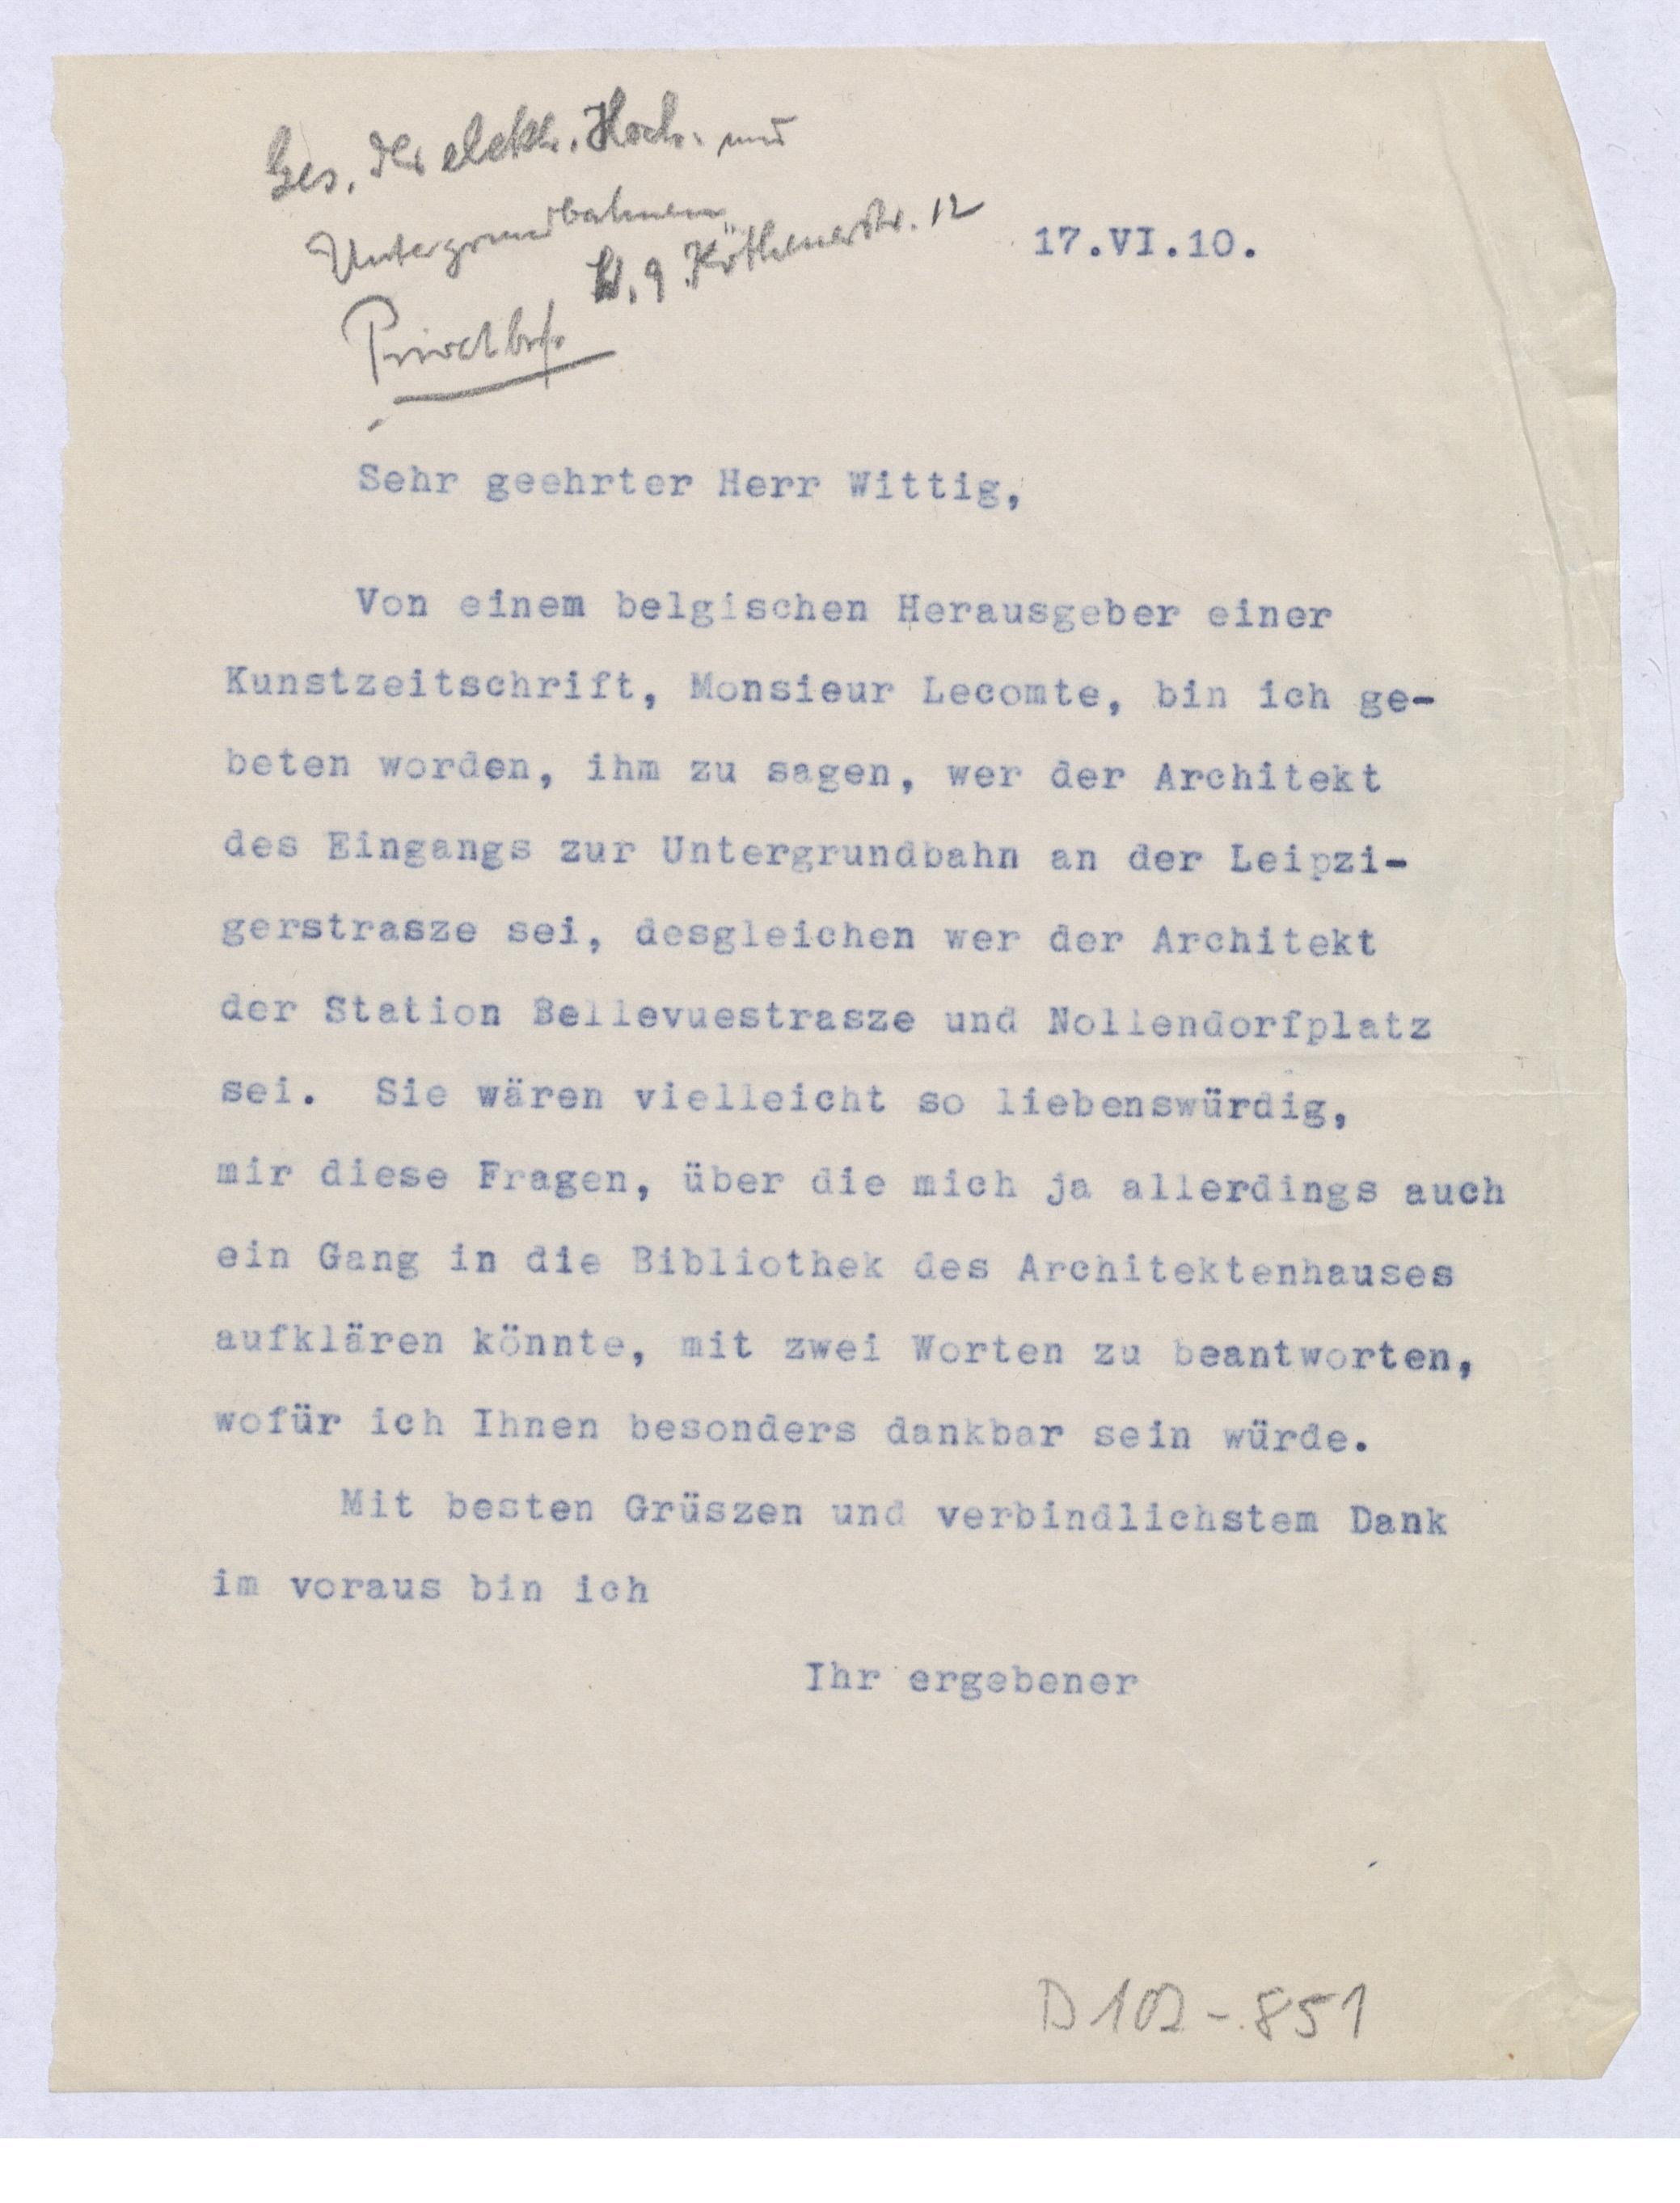 Ges. der elektr. Hoch- und
Untergrundbahnen
W. 9 Köthenerstr. 12
Privatbrf.
17.VI.10.
Sehr geehrter Herr Wittig,
Von einem belgischen Herausgeber einer
Kunstzeitschrift, Monsieur Lecomte, bin ich ge-
beten worden, ihm zu sagen, wer der Architekt
des Eingangs zur Untergrundbahn an der Leipzi-
gerstrasze sei, desgleichen wer der Architekt
der Station Bellevuestrasze und Nollendorfplatz
sei. Sie wären vielleicht so liebenswürdig,
mir diese Fragen, über die mich ja allerdings auch
ein Gang in die Bibliothek des Architektenhauses
aufklären könnte, mit zwei Worten zu beantworten,
wofür ich Ihnen besonders dankbar sein würde.
Mit besten Grüszen und verbindlichstem Dank
im voraus bin ich
Ihr ergebener
D 102-851